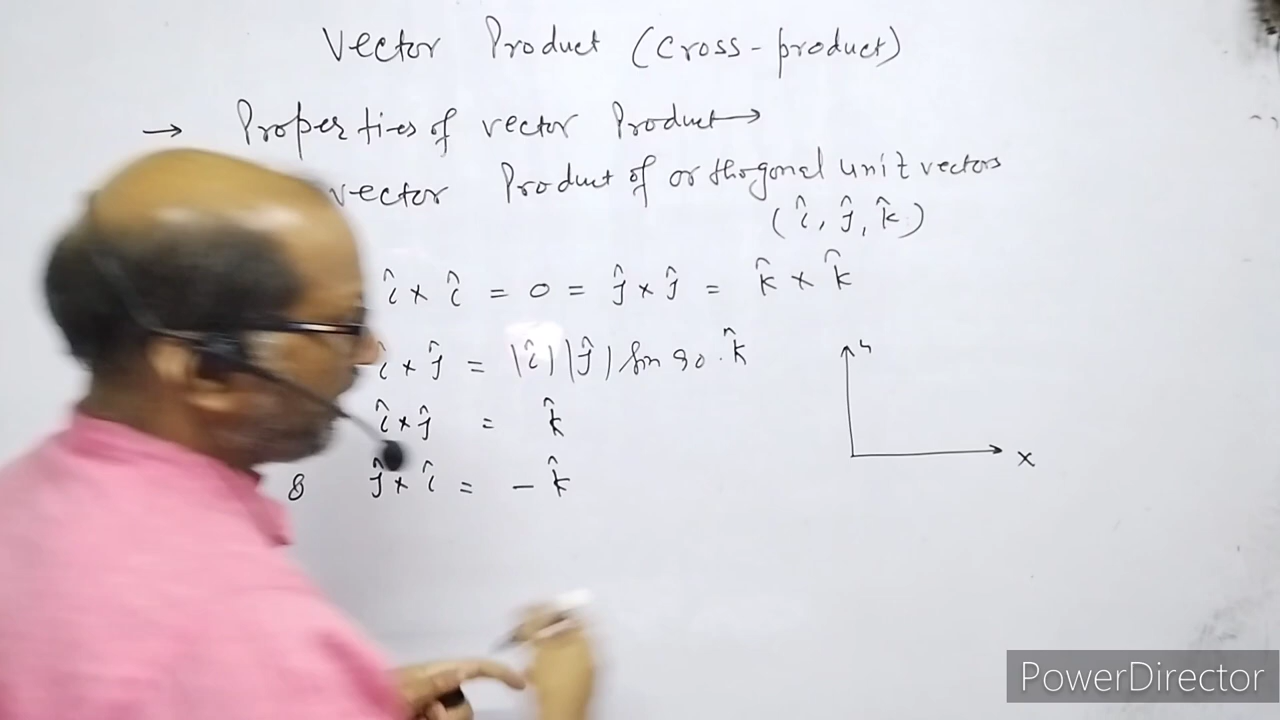 Vector Product (Cross-product)
→ Properties of vector Product →
vector Product of orthogonal unit vectors
(î, ĵ, k̂)
î × î = 0 = ĵ × ĵ = k̂ × k̂
î × ĵ = |î| |ĵ| Sin 90 . k̂
î × ĵ = k̂
& ĵ × î = - k̂
y
x
PowerDirector